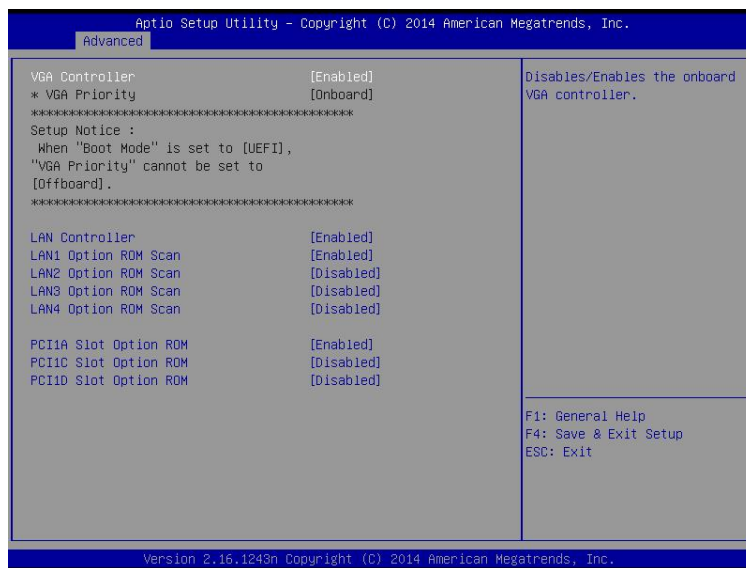 Aptio Setup Utility – Copyright (C) 2014 American Megatrends, Inc.
Advanced
VGA Controller [Enabled]
* VGA Priority [Onboard]
*****************************************************
Setup Notice :
When "Boot Mode" is set to [UEFI],
"VGA Priority" cannot be set to
[Offboard].
*****************************************************
LAN Controller [Enabled]
LAN1 Option ROM Scan [Enabled]
LAN2 Option ROM Scan [Disabled]
LAN3 Option ROM Scan [Disabled]
LAN4 Option ROM Scan [Disabled]
PCI1A Slot Option ROM [Enabled]
PCI1C Slot Option ROM [Disabled]
PCI1D Slot Option ROM [Disabled]
Disables/Enables the onboard
VGA controller.
F1: General Help
F4: Save & Exit Setup
ESC: Exit
Version 2.16.1243n Copyright (C) 2014 American Megatrends, Inc.